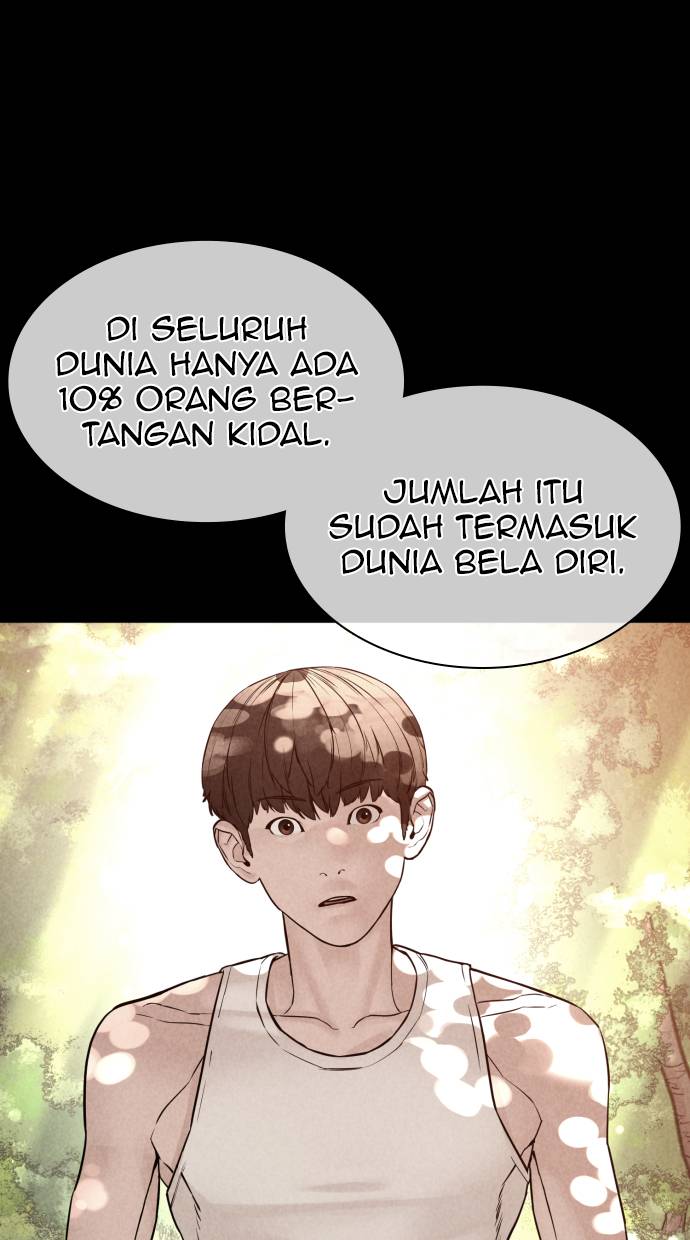 DI SELURUH
DUNIA HANYA ADA
10% ORANG BER-
TANGAN KIDAL.
JUMLAH ITU
SUDAH TERMASUK
DUNIA BELA DIRI.